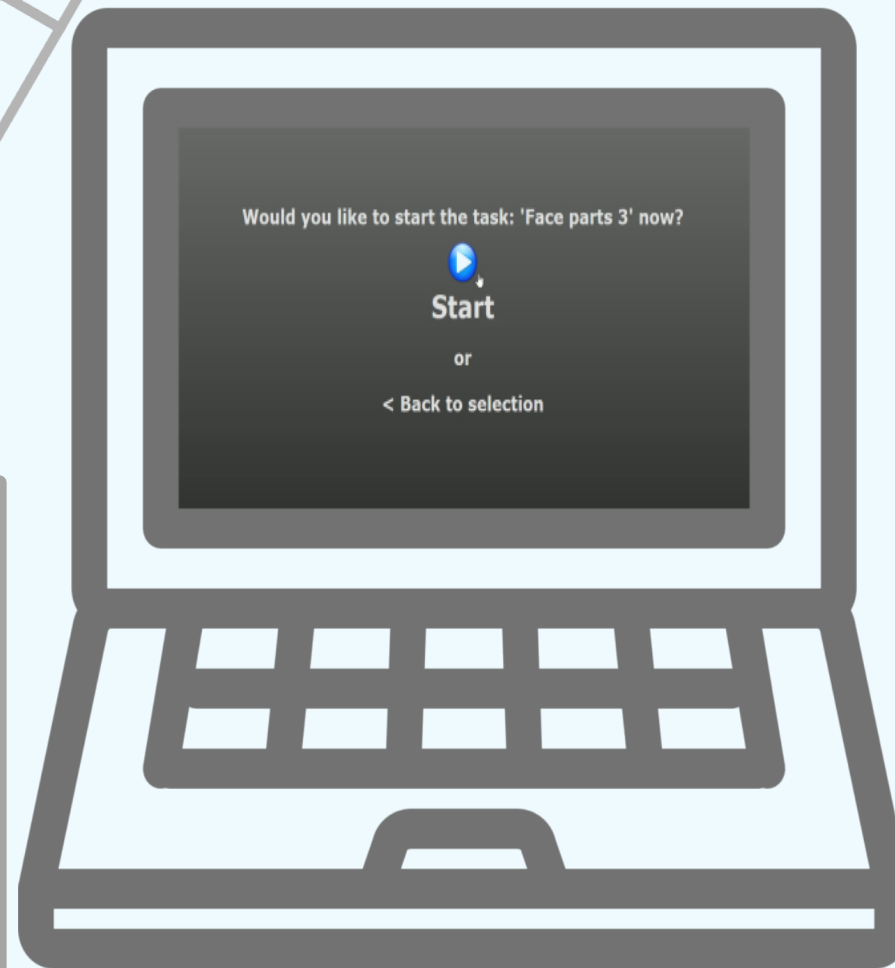 Would you like to start the task: 'Face parts 3' now?
Start
or
< Back to selection